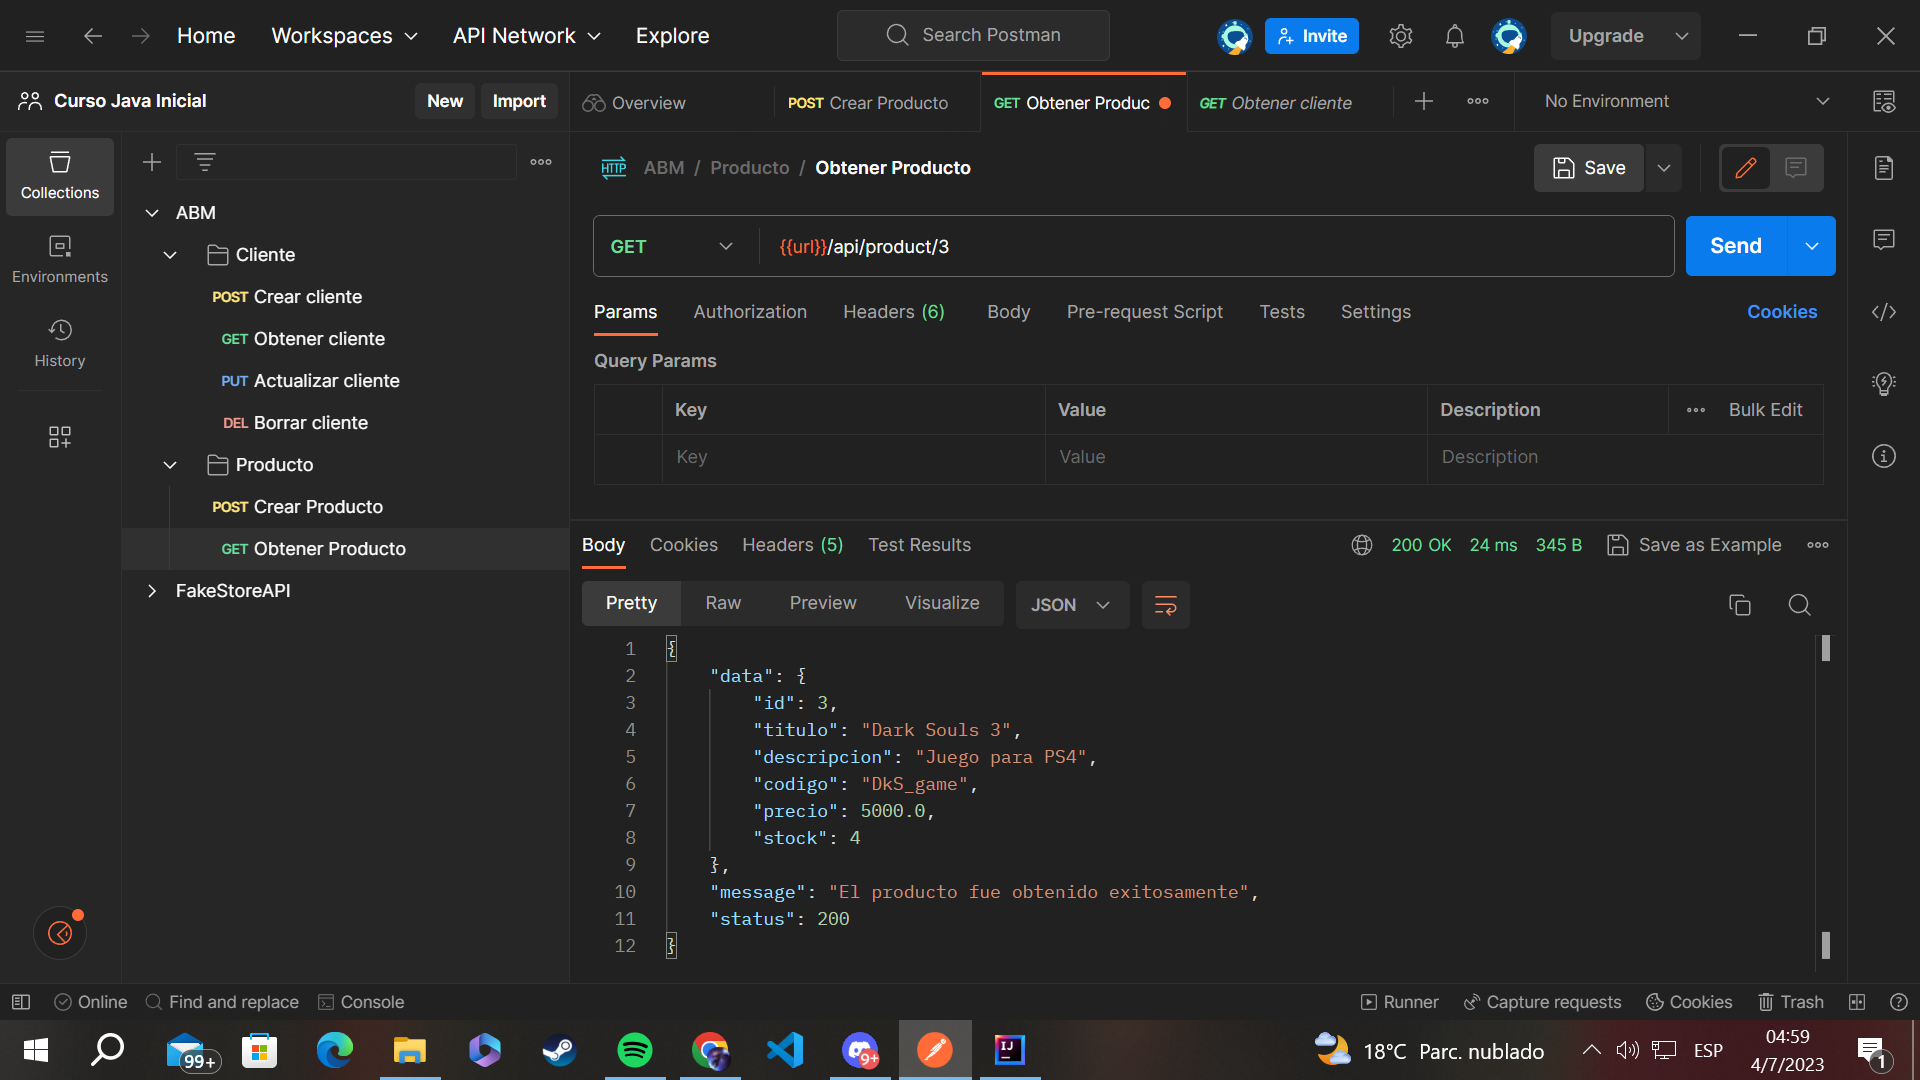 Home Workspaces API Network Explore Search Postman Invite Upgrade
Curso Java Inicial New Import Overview POST Crear Producto GET Obtener Produc GET Obtener cliente No Environment
HTTP ABM / Producto / Obtener Producto Save
Collections
ABM
GET {{url}}/api/product/3 Send
Cliente
Environments
POST Crear cliente
Params Authorization Headers (6) Body Pre-request Script Tests Settings Cookies
GET Obtener cliente
History
Query Params
PUT Actualizar cliente
Key Value Description Bulk Edit
DEL Borrar cliente
Key Value Description
Producto
POST Crear Producto
GET Obtener Producto
Body Cookies Headers (5) Test Results 200 OK 24 ms 345 B Save as Example
FakeStoreAPI
Pretty Raw Preview Visualize JSON
1 {
2 "data": {
3 "id": 3,
4 "titulo": "Dark Souls 3",
5 "descripcion": "Juego para PS4",
6 "codigo": "DkS_game",
7 "precio": 5000.0,
8 "stock": 4
9 },
10 "message": "El producto fue obtenido exitosamente",
11 "status": 200
12 }
Online Find and replace Console Runner Capture requests Cookies Trash
99+ 9+ IJ 18°C Parc. nublado ESP 04:59
4/7/2023 1